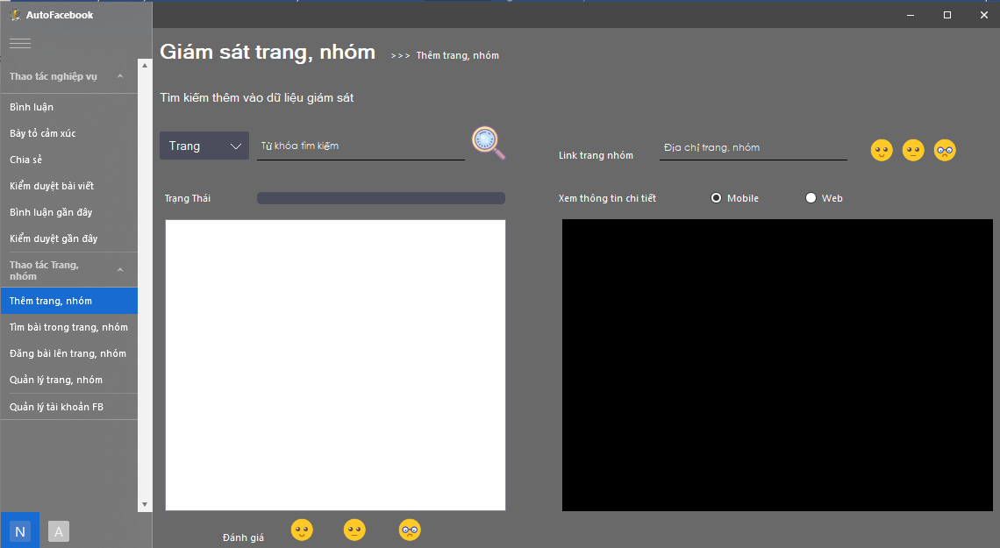 AutoFacebook
Giám sát trang, nhóm >>> Thêm trang, nhóm
Thao tác nghiệp vụ
Bình luận
Bày tỏ cảm xúc
Chia sẻ
Kiểm duyệt bài viết
Bình luận gần đây
Kiểm duyệt gần đây
Thao tác Trang,
nhóm
Thêm trang, nhóm
Tìm bài trong trang, nhóm
Đăng bài lên trang, nhóm
Quản lý trang, nhóm
Quản lý tài khoản FB
N A
Tìm kiếm thêm vào dữ liệu giám sát
Trang
Từ khóa tìm kiếm
Link trang nhóm
Địa chỉ trang, nhóm
Trạng Thái
Xem thông tin chi tiết
Mobile
Web
Đánh giá